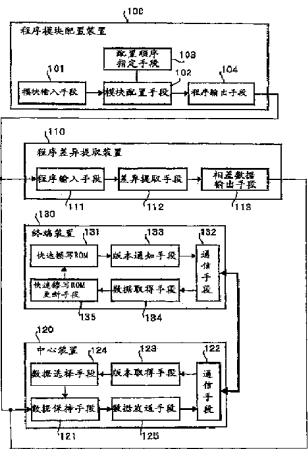 100
程序模块配置装置
103
配置顺序
指定手段
101
102
104
模块输入手段
模块配置手段
程序输出手段
110
程序差异提取装置
程序输入手段
差异提取手段
相差数据
输出手段
111
112
113
130
终端装置
131
133
132
快速擦写ROM
版本通知手段
通信手段
快速擦写ROM
更新手段
数据取得手段
135
134
120
中心装置
124
123
122
数据选择手段
版本取得手段
通信手段
数据保持手段
数据发送手段
121
125